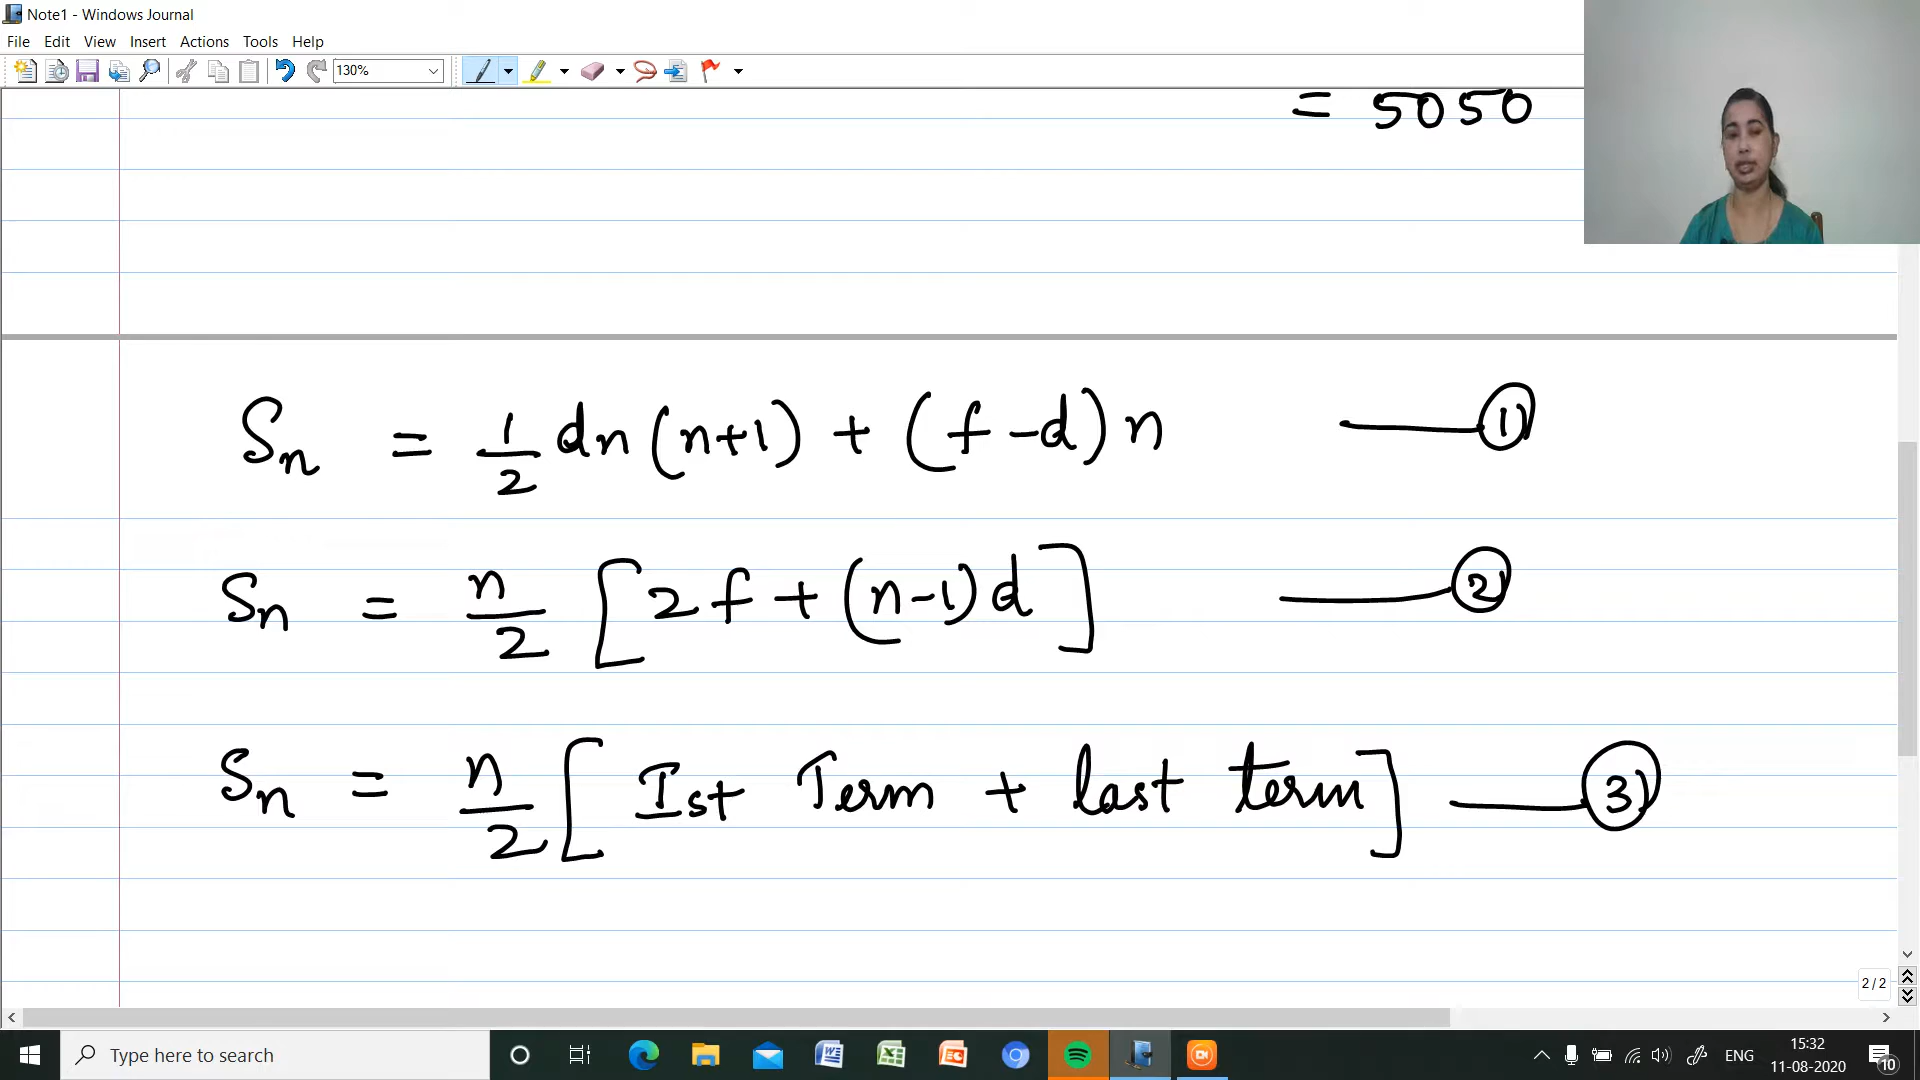 Note1 - Windows Journal
File Edit View Insert Actions Tools Help
130%
= 5050
Sn = 1/2 dn (n+1) + (f-d) n ——— 1
Sn = n/2 [2f + (n-1) d] ——— 2
Sn = n/2 [Ist Term + last term] ——— 3
2 / 2
Type here to search
ENG
15:32
11-08-2020
10